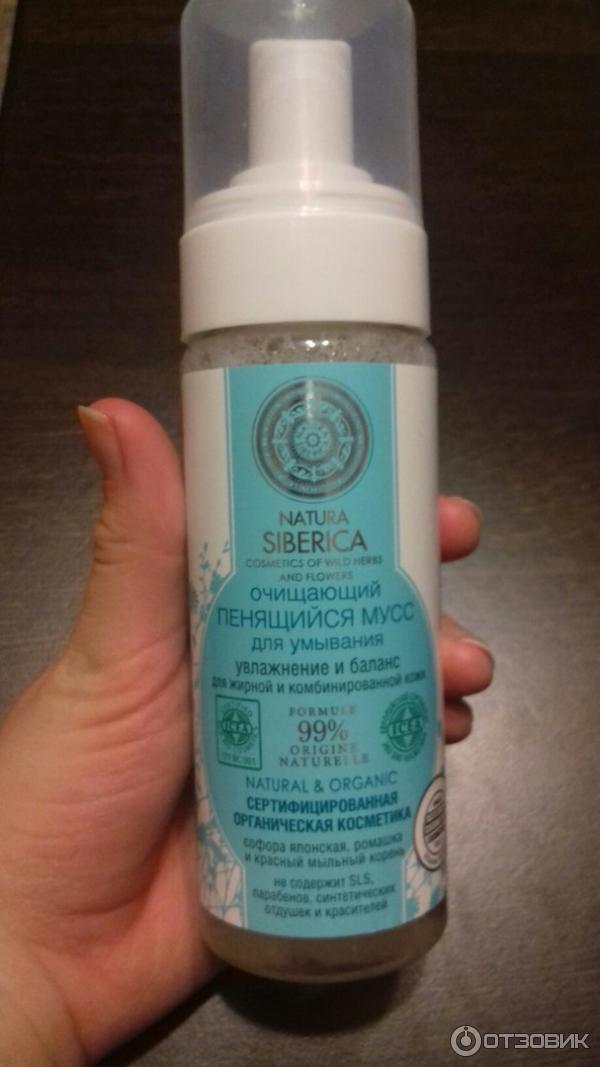 NATURA
SIBERICA
COSMETICS OF WILD HERBS
AND FLOWERS
очищающий
ПЕНЯЩИЙСЯ МУСС
для умывания
увлажнение и баланс
для жирной и комбинированной кожи
FORMULE
99%
ORIGINE
NATURELLE
ICEA
ICEA
NATURAL & ORGANIC
СЕРТИФИЦИРОВАННАЯ
ОРГАНИЧЕСКАЯ КОСМЕТИКА
софора японская, ромашка
и красный мыльный корень
не содержит SLS,
парабенов, синтетических
отдушек и красителей
ОТЗОВИК